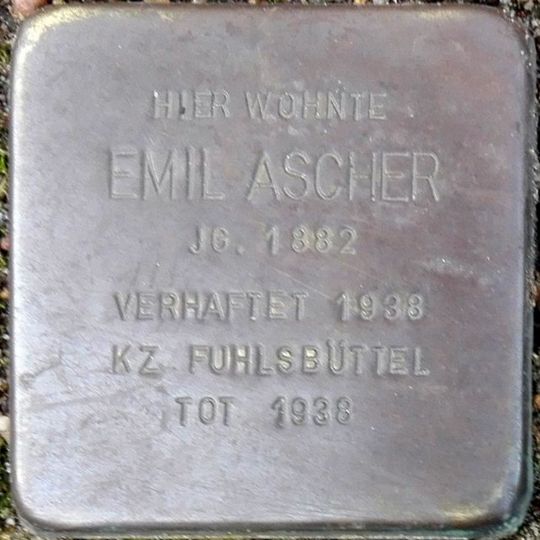 HIER WOHNTE
EMIL ASCHER
JG. 1882
VERHAFTET 1938
KZ FUHLSBÜTTEL
TOT 1938